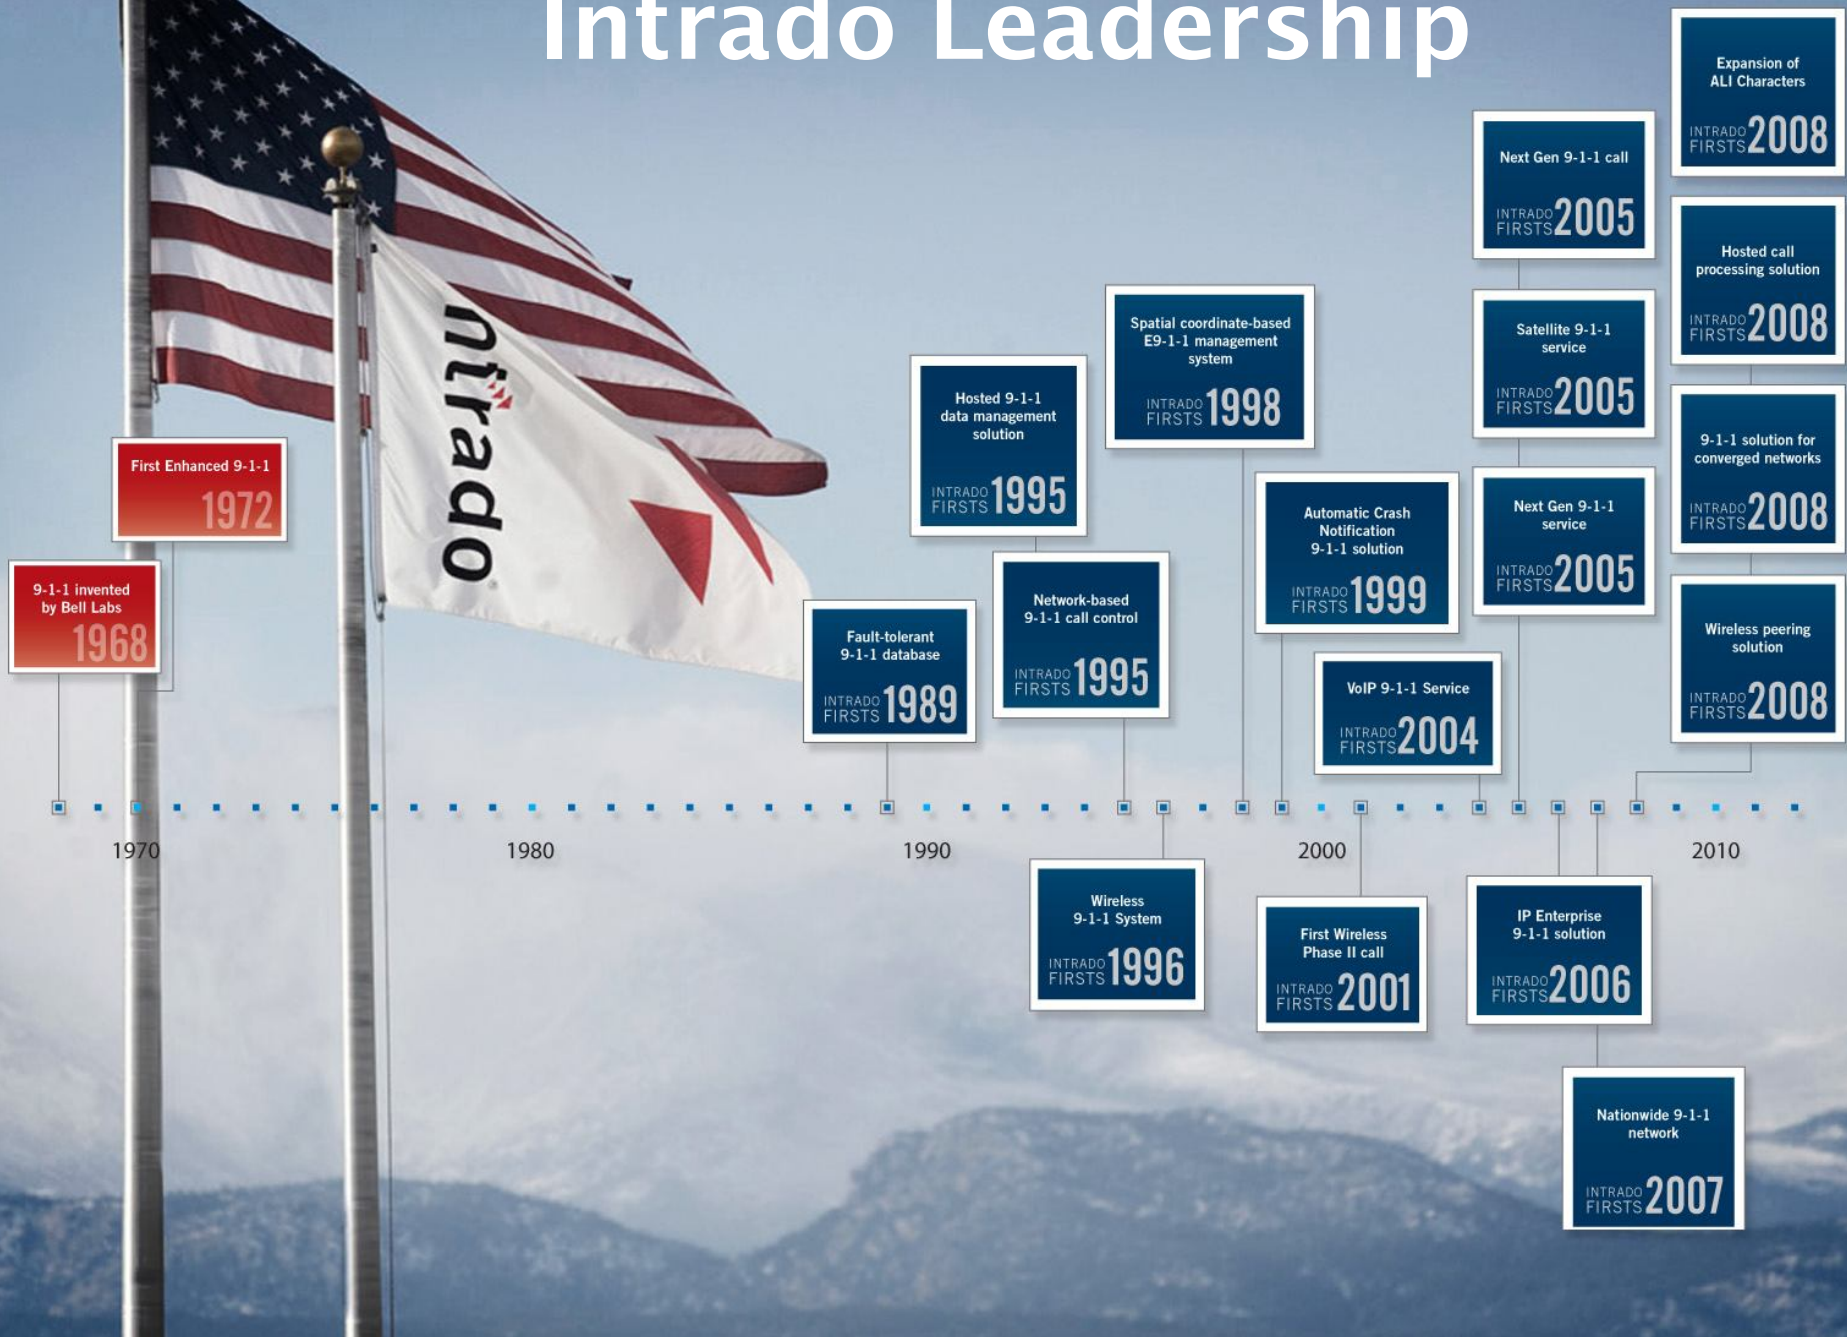 Intrado Leadership
ntrado
9-1-1 invented
by Bell Labs
1968
First Enhanced 9-1-1
1972
Fault-tolerant
9-1-1 database
INTRADO
FIRSTS 1989
Hosted 9-1-1
data management
solution
INTRADO
FIRSTS 1995
Network-based
9-1-1 call control
INTRADO
FIRSTS 1995
Spatial coordinate-based
E9-1-1 management
system
INTRADO
FIRSTS 1998
Automatic Crash
Notification
9-1-1 solution
INTRADO
FIRSTS 1999
VoIP 9-1-1 Service
INTRADO
FIRSTS 2004
Next Gen 9-1-1 call
INTRADO
FIRSTS 2005
Satellite 9-1-1
service
INTRADO
FIRSTS 2005
Next Gen 9-1-1
service
INTRADO
FIRSTS 2005
Expansion of
ALI Characters
INTRADO
FIRSTS 2008
Hosted call
processing solution
INTRADO
FIRSTS 2008
9-1-1 solution for
converged networks
INTRADO
FIRSTS 2008
Wireless peering
solution
INTRADO
FIRSTS 2008
1970
1980
1990
2000
2010
Wireless
9-1-1 System
INTRADO
FIRSTS 1996
First Wireless
Phase II call
INTRADO
FIRSTS 2001
IP Enterprise
9-1-1 solution
INTRADO
FIRSTS 2006
Nationwide 9-1-1
network
INTRADO
FIRSTS 2007